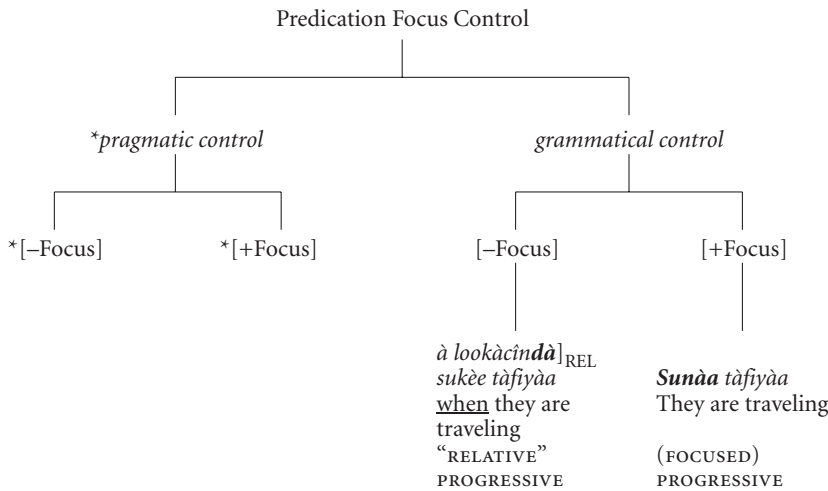 Predication Focus Control
*pragmatic control grammatical control
*[–Focus] *[+Focus] [–Focus] [+Focus]
à lookàcîndà]REL
sukèe tàfiyàa Sunàa tàfiyàa
when they are They are traveling
traveling
“RELATIVE” (FOCUSED)
PROGRESSIVE PROGRESSIVE